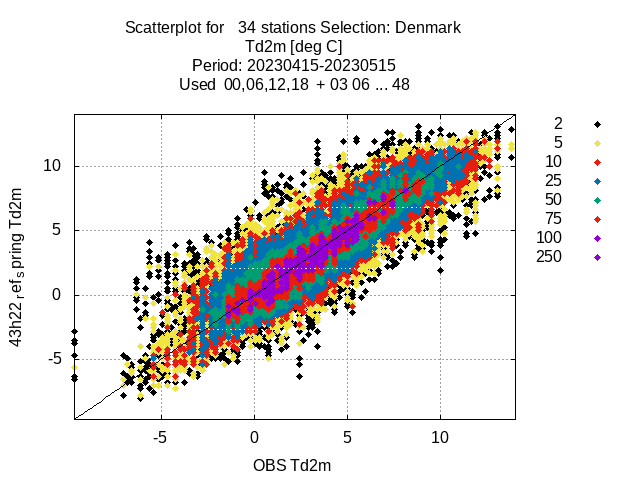 Scatterplot for 34 stations Selection: Denmark
Td2m [deg C]
Period: 20230415-20230515
Used 00,06,12,18 + 03 06 ... 48
2
5
10
25
50
75
100
250
10
5
0
-5
43h22_ref_spring Td2m
-5 0 5 10
OBS Td2m